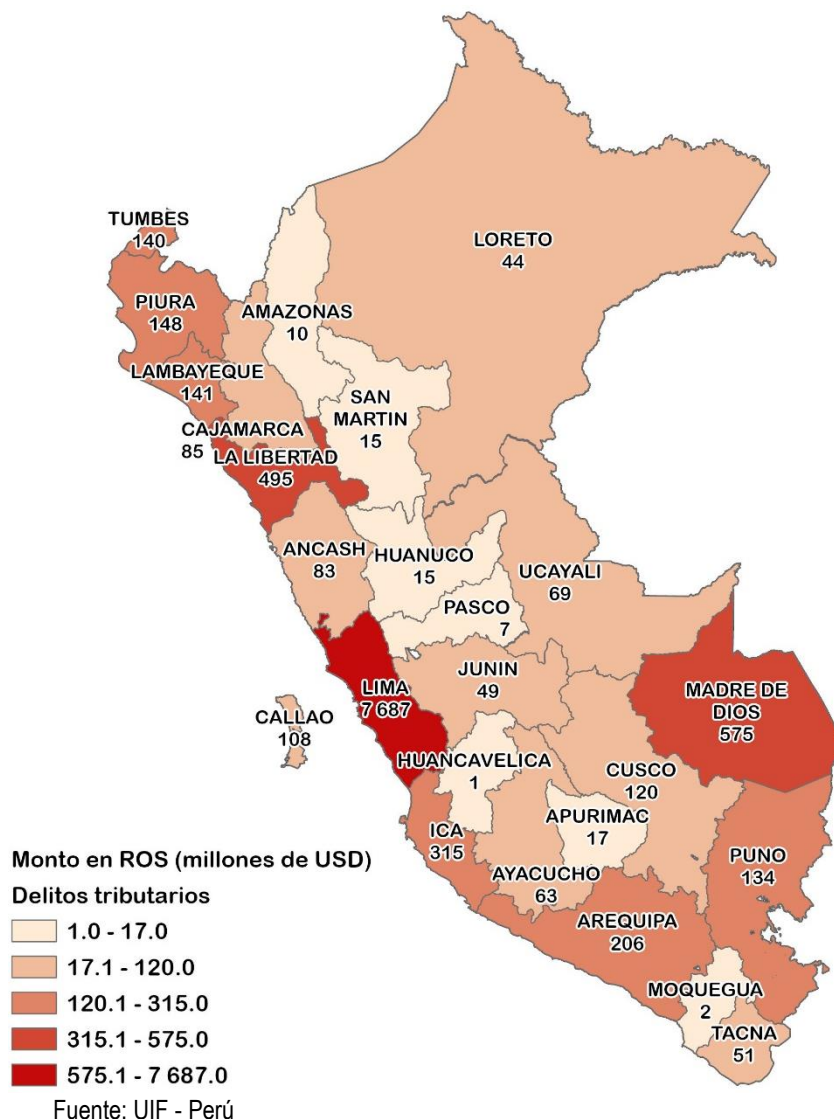 TUMBES
140
PIURA
148
LORETO
44
AMAZONAS
10
LAMBAYEQUE
141
SAN
MARTIN
15
CAJAMARCA
85
LA LIBERTAD
495
ANCASH
83
HUANUCO
15
UCAYALI
69
PASCO
7
JUNIN
49
LIMA
7 687
MADRE DE
DIOS
575
CALLAO
108
HUANCAVELICA
1
CUSCO
120
ICA
315
APURIMAC
17
PUNO
134
AYACUCHO
63
AREQUIPA
206
MOQUEGUA
2
TACNA
51
Monto en ROS (millones de USD)
Delitos tributarios
1.0 - 17.0
17.1 - 120.0
120.1 - 315.0
315.1 - 575.0
575.1 - 7 687.0
Fuente: UIF - Perú